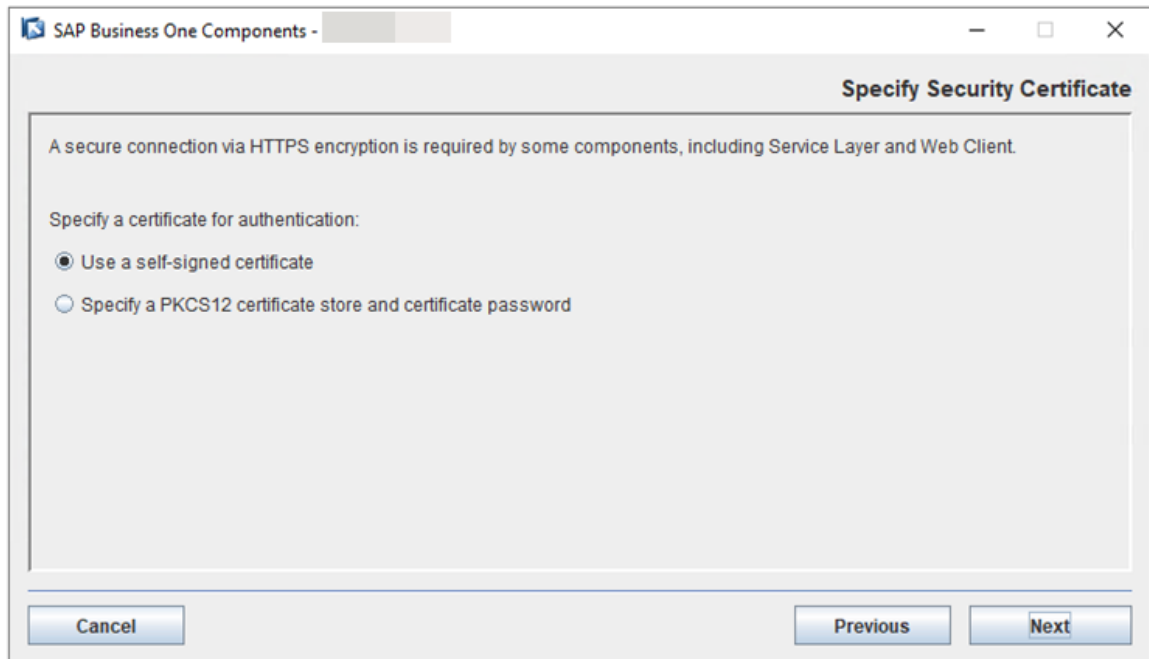 SAP Business One Components -
Specify Security Certificate
A secure connection via HTTPS encryption is required by some components, including Service Layer and Web Client.
Specify a certificate for authentication:
Use a self-signed certificate
Specify a PKCS12 certificate store and certificate password
Cancel
Previous
Next